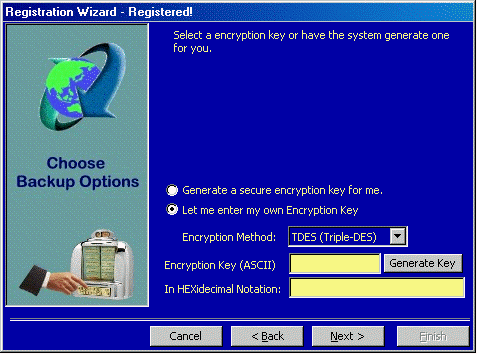 Registration Wizard - Registered!
Select a encryption key or have the system generate one
for you.
Choose
Backup Options
Generate a secure encryption key for me.
Let me enter my own Encryption Key
Encryption Method: TDES (Triple-DES)
Encryption Key (ASCII) Generate Key
In HEXidecimal Notation:
Cancel < Back Next > Finish